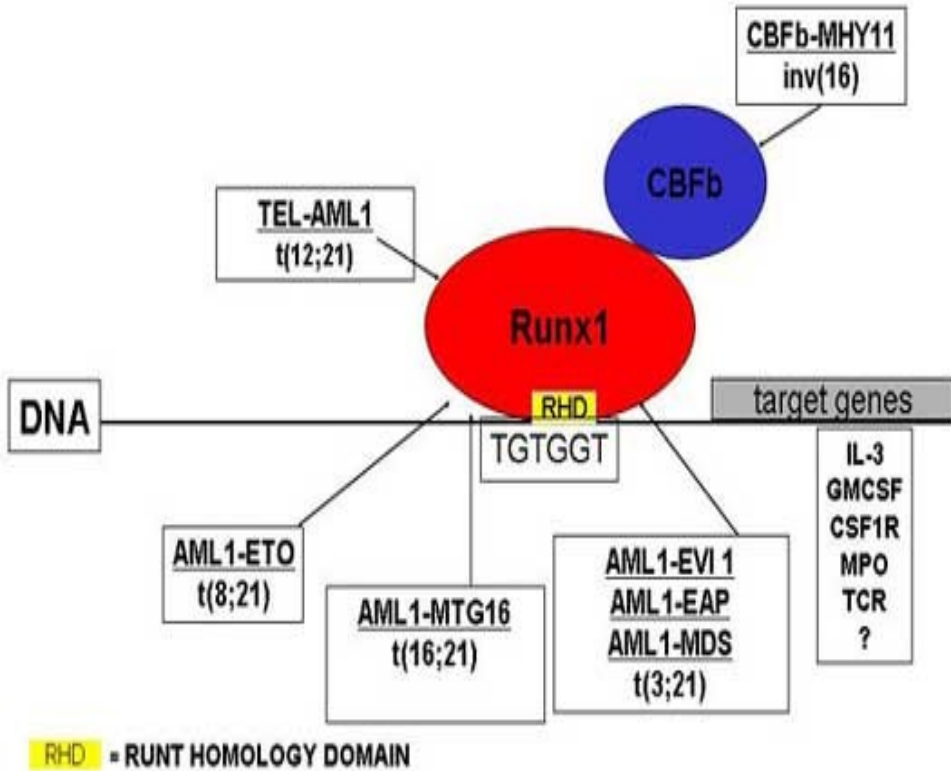 CBFb-MHY11
inv(16)
CBFb
TEL-AML1
t(12;21)
Runx1
RHD
DNA
target genes
TGTGGT
IL-3
GMCSF
CSF1R
MPO
TCR
?
AML1-ETO
t(8;21)
AML1-MTG16
t(16;21)
AML1-EVI 1
AML1-EAP
AML1-MDS
t(3;21)
RHD = RUNT HOMOLOGY DOMAIN